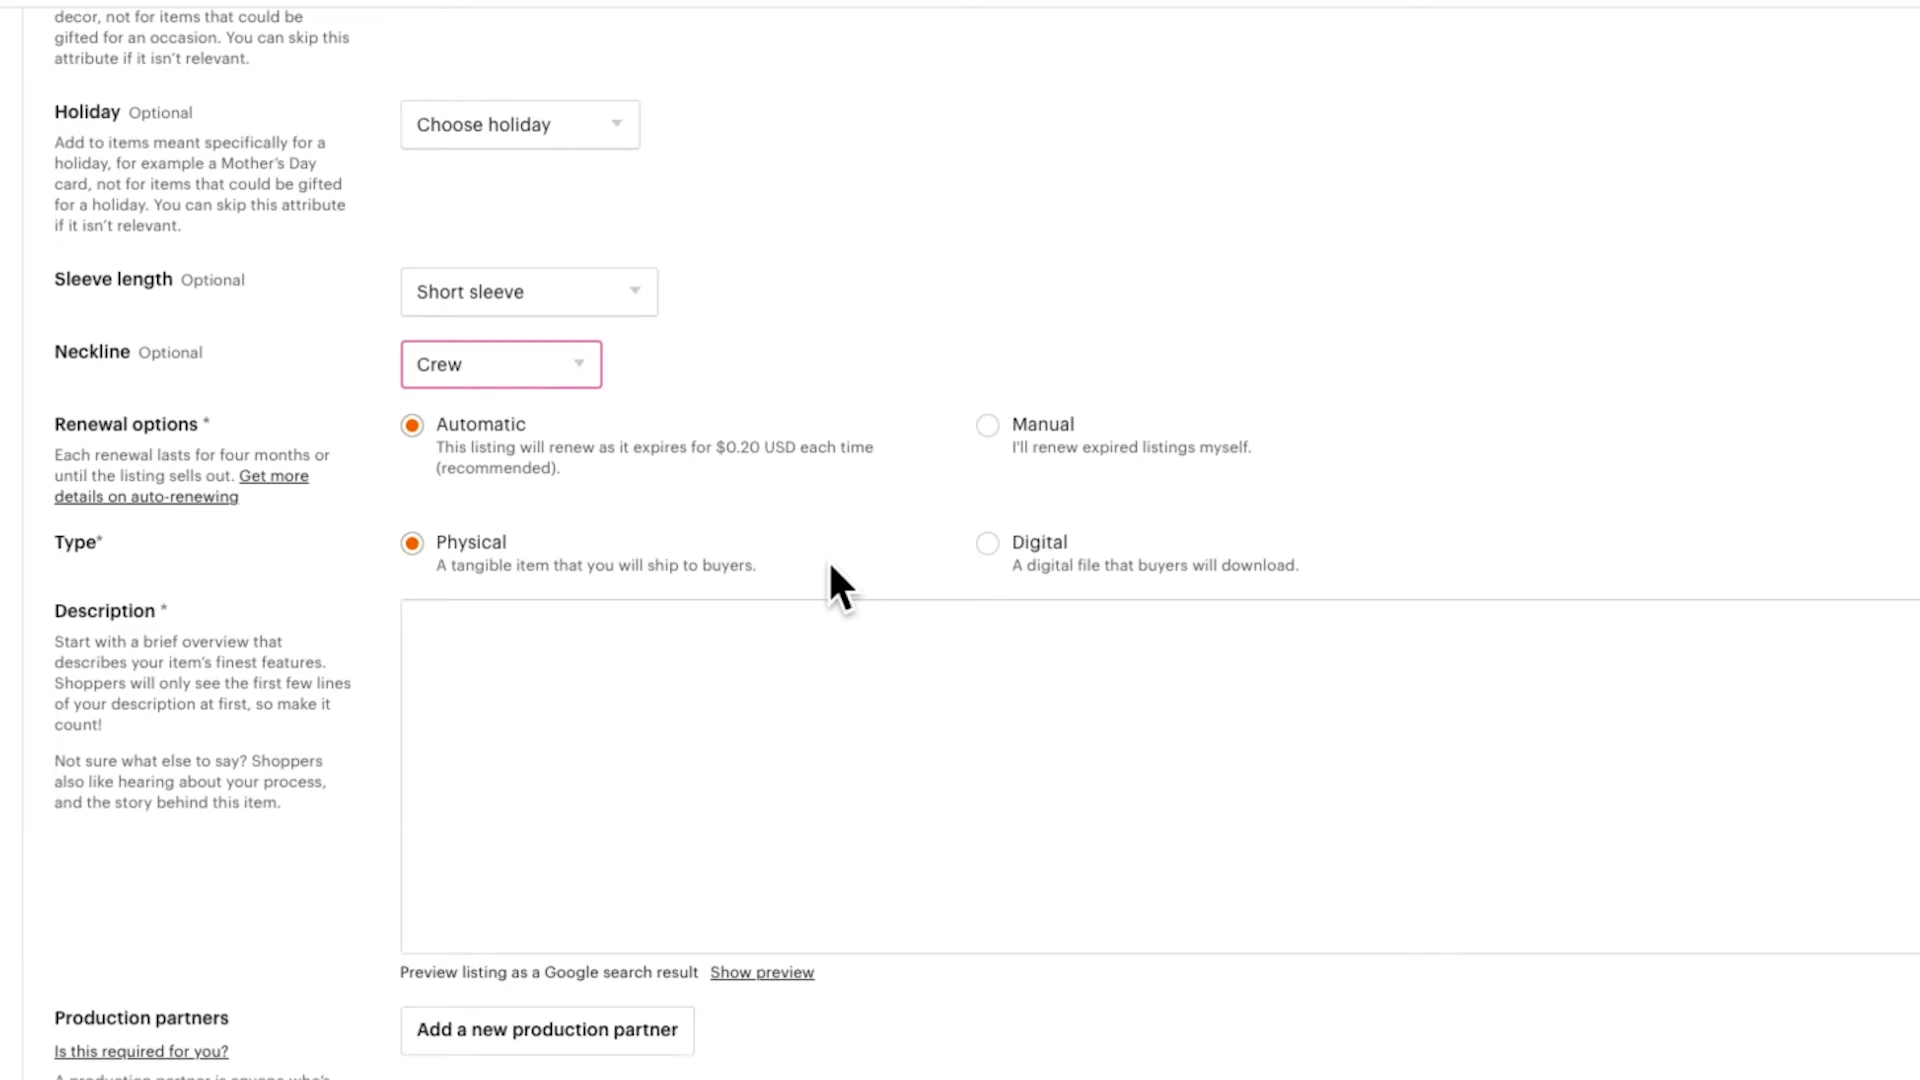 decor, not for items that could be
gifted for an occasion. You can skip this
attribute if it isn't relevant.
Holiday Optional
Choose holiday
Add to items meant specifically for a
holiday, for example a Mother's Day
card, not for items that could be gifted
for a holiday. You can skip this attribute
if it isn't relevant.
Sleeve length Optional
Short sleeve
Neckline Optional
Crew
Renewal options *
Each renewal lasts for four months or
until the listing sells out. Get more
details on auto-renewing
Automatic
This listing will renew as it expires for $0.20 USD each time
(recommended).
Manual
I'll renew expired listings myself.
Type*
Physical
A tangible item that you will ship to buyers.
Digital
A digital file that buyers will download.
Description *
Start with a brief overview that
describes your item's finest features.
Shoppers will only see the first few lines
of your description at first, so make it
count!
Not sure what else to say? Shoppers
also like hearing about your process,
and the story behind this item.
Preview listing as a Google search result Show preview
Production partners
Add a new production partner
Is this required for you?
A production partner is anyone who's